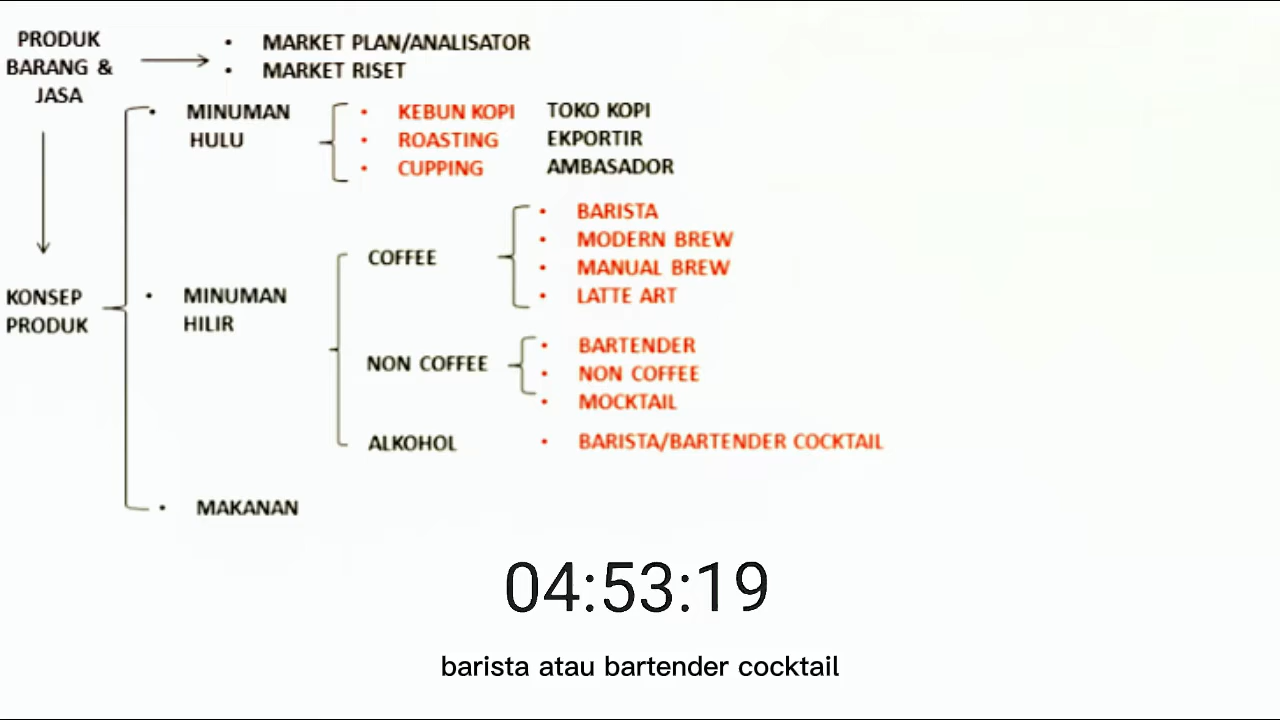 PRODUK
BARANG &
JASA
• MARKET PLAN/ANALISATOR
• MARKET RISET
KONSEP
PRODUK
• MINUMAN
HULU
• KEBUN KOPI TOKO KOPI
• ROASTING EKPORTIR
• CUPPING AMBASADOR
• MINUMAN
HILIR
COFFEE
• BARISTA
• MODERN BREW
• MANUAL BREW
• LATTE ART
NON COFFEE
• BARTENDER
• NON COFFEE
• MOCKTAIL
ALKOHOL
• BARISTA/BARTENDER COCKTAIL
• MAKANAN
04:53:19
barista atau bartender cocktail